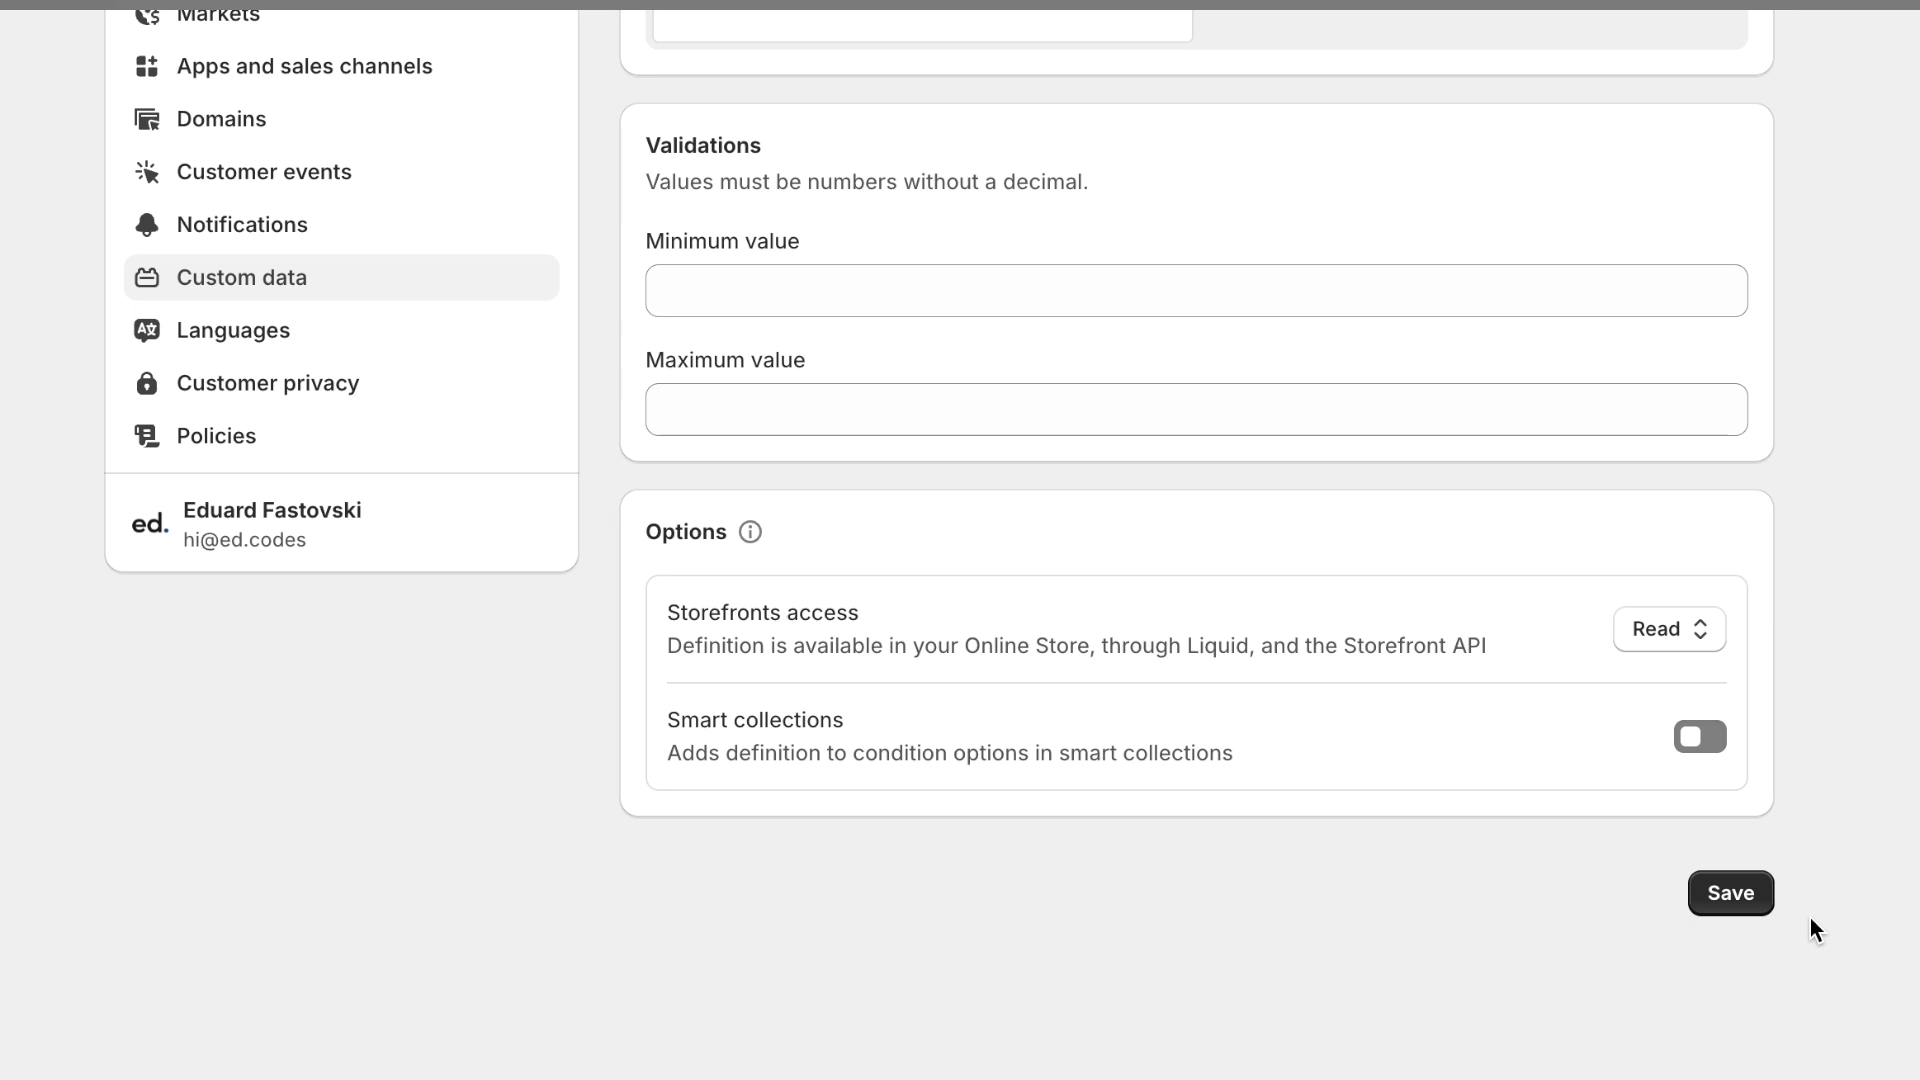 Markets
Apps and sales channels
Domains
Customer events
Notifications
Custom data
Languages
Customer privacy
Policies
ed.
Eduard Fastovski
hi@ed.codes
Validations
Values must be numbers without a decimal.
Minimum value
Maximum value
Options
Storefronts access
Definition is available in your Online Store, through Liquid, and the Storefront API
Read
Smart collections
Adds definition to condition options in smart collections
Save